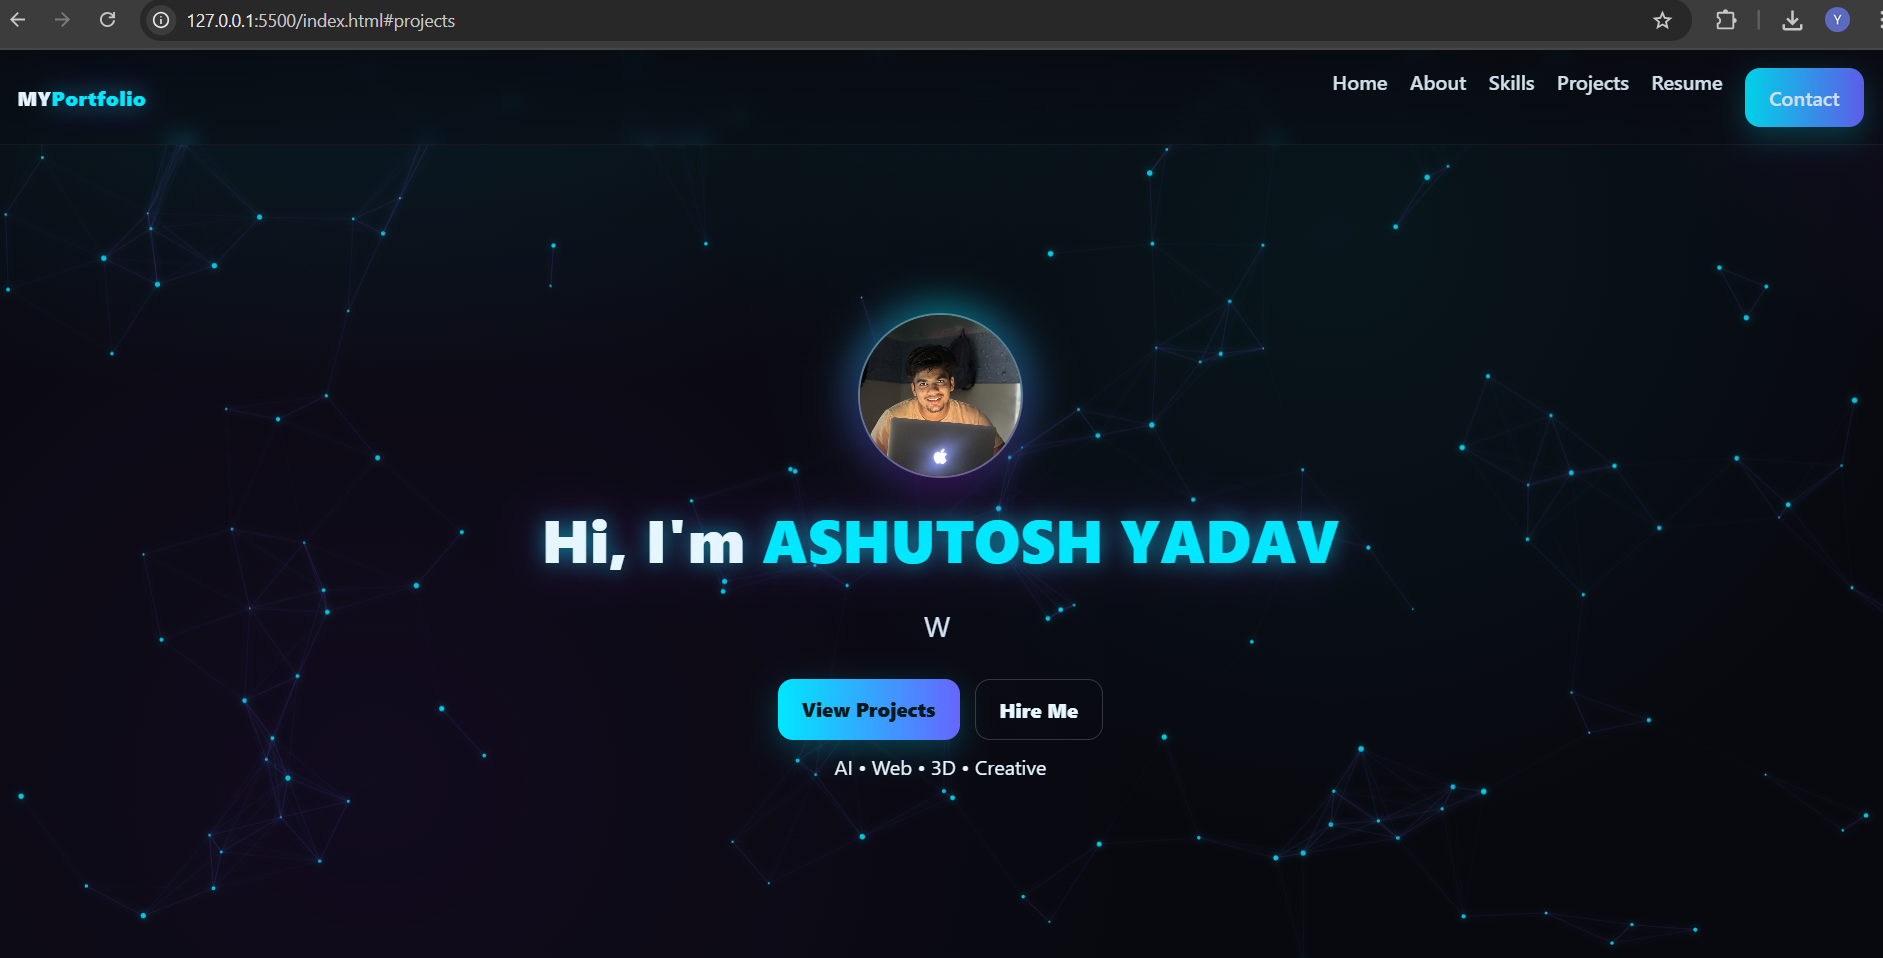 127.0.0.1:5500/index.html#projects
Y
MYPortfolio
Home About Skills Projects Resume Contact
Hi, I'm ASHUTOSH YADAV
W
View Projects Hire Me
AI • Web • 3D • Creative